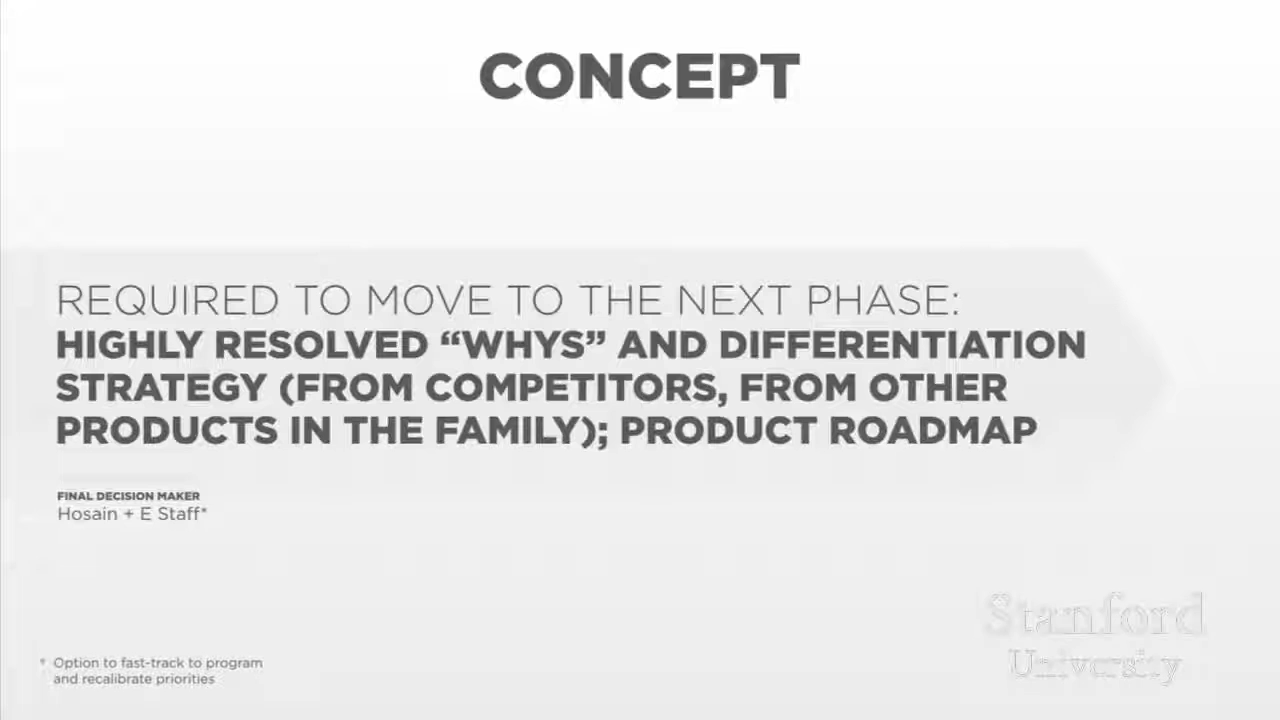 CONCEPT
REQUIRED TO MOVE TO THE NEXT PHASE:
HIGHLY RESOLVED “WHYS” AND DIFFERENTIATION
STRATEGY (FROM COMPETITORS, FROM OTHER
PRODUCTS IN THE FAMILY); PRODUCT ROADMAP
FINAL DECISION MAKER
Hosain + E Staff*
* Option to fast-track to program
and recalibrate priorities
Stanford
University